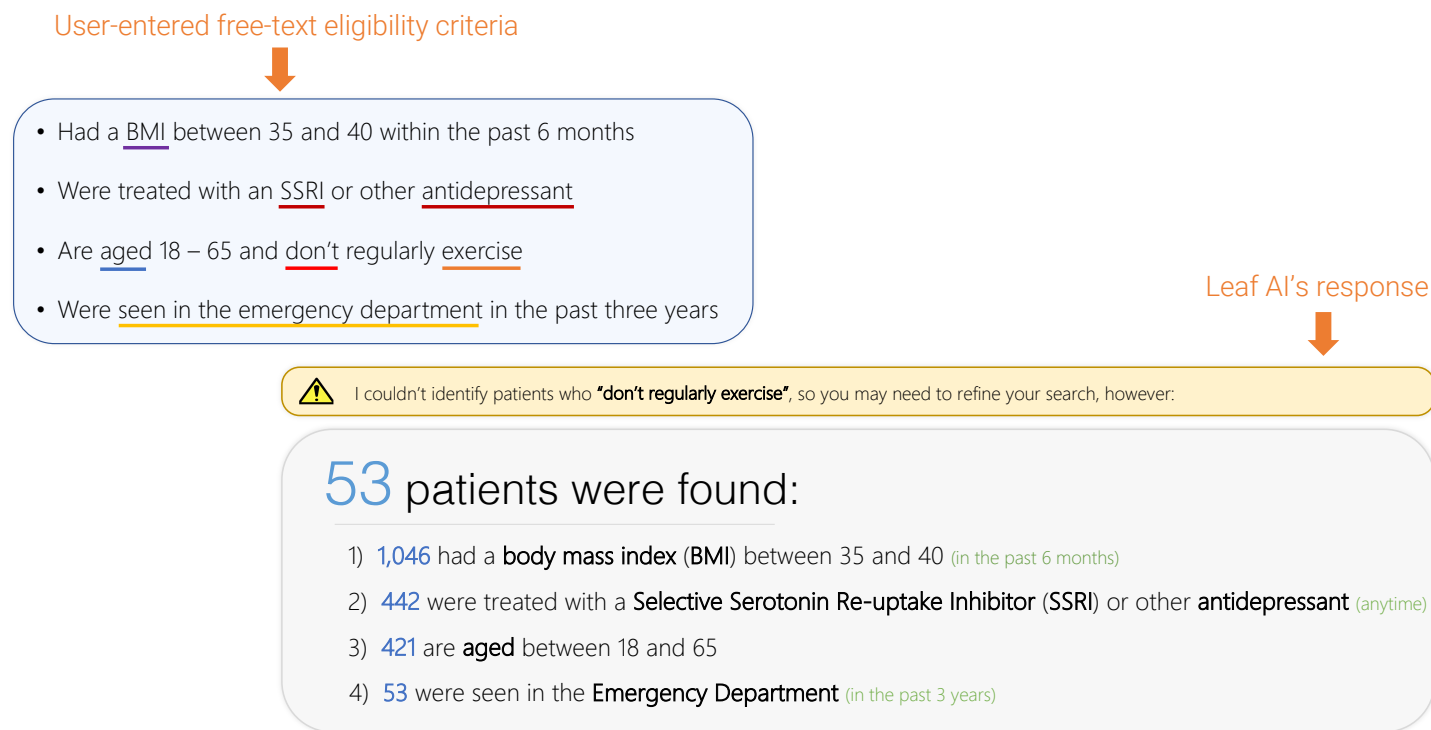 User-entered free-text eligibility criteria
• Had a BMI between 35 and 40 within the past 6 months
• Were treated with an SSRI or other antidepressant
• Are aged 18 – 65 and don't regularly exercise
• Were seen in the emergency department in the past three years
Leaf AI's response
I couldn't identify patients who "don't regularly exercise", so you may need to refine your search, however:
53 patients were found:
1) 1,046 had a body mass index (BMI) between 35 and 40 (in the past 6 months)
2) 442 were treated with a Selective Serotonin Re-uptake Inhibitor (SSRI) or other antidepressant (anytime)
3) 421 are aged between 18 and 65
4) 53 were seen in the Emergency Department (in the past 3 years)